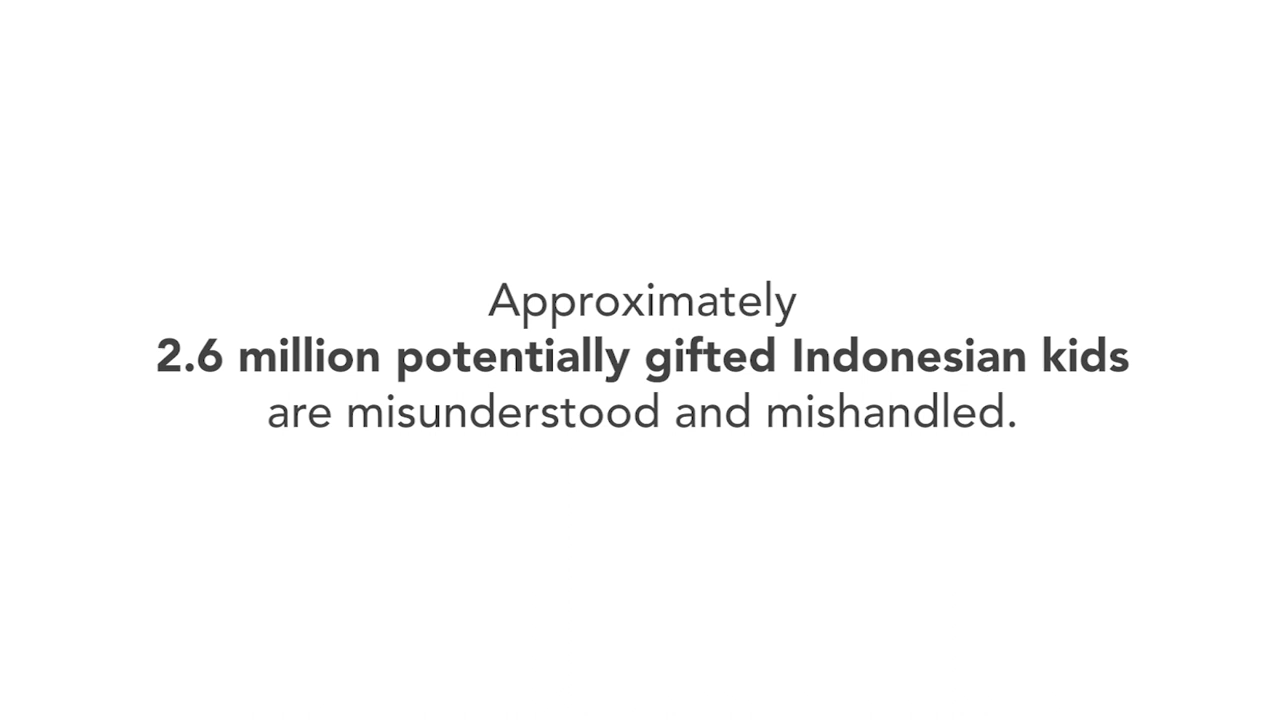 Approximately
2.6 million potentially gifted Indonesian kids
are misunderstood and mishandled.